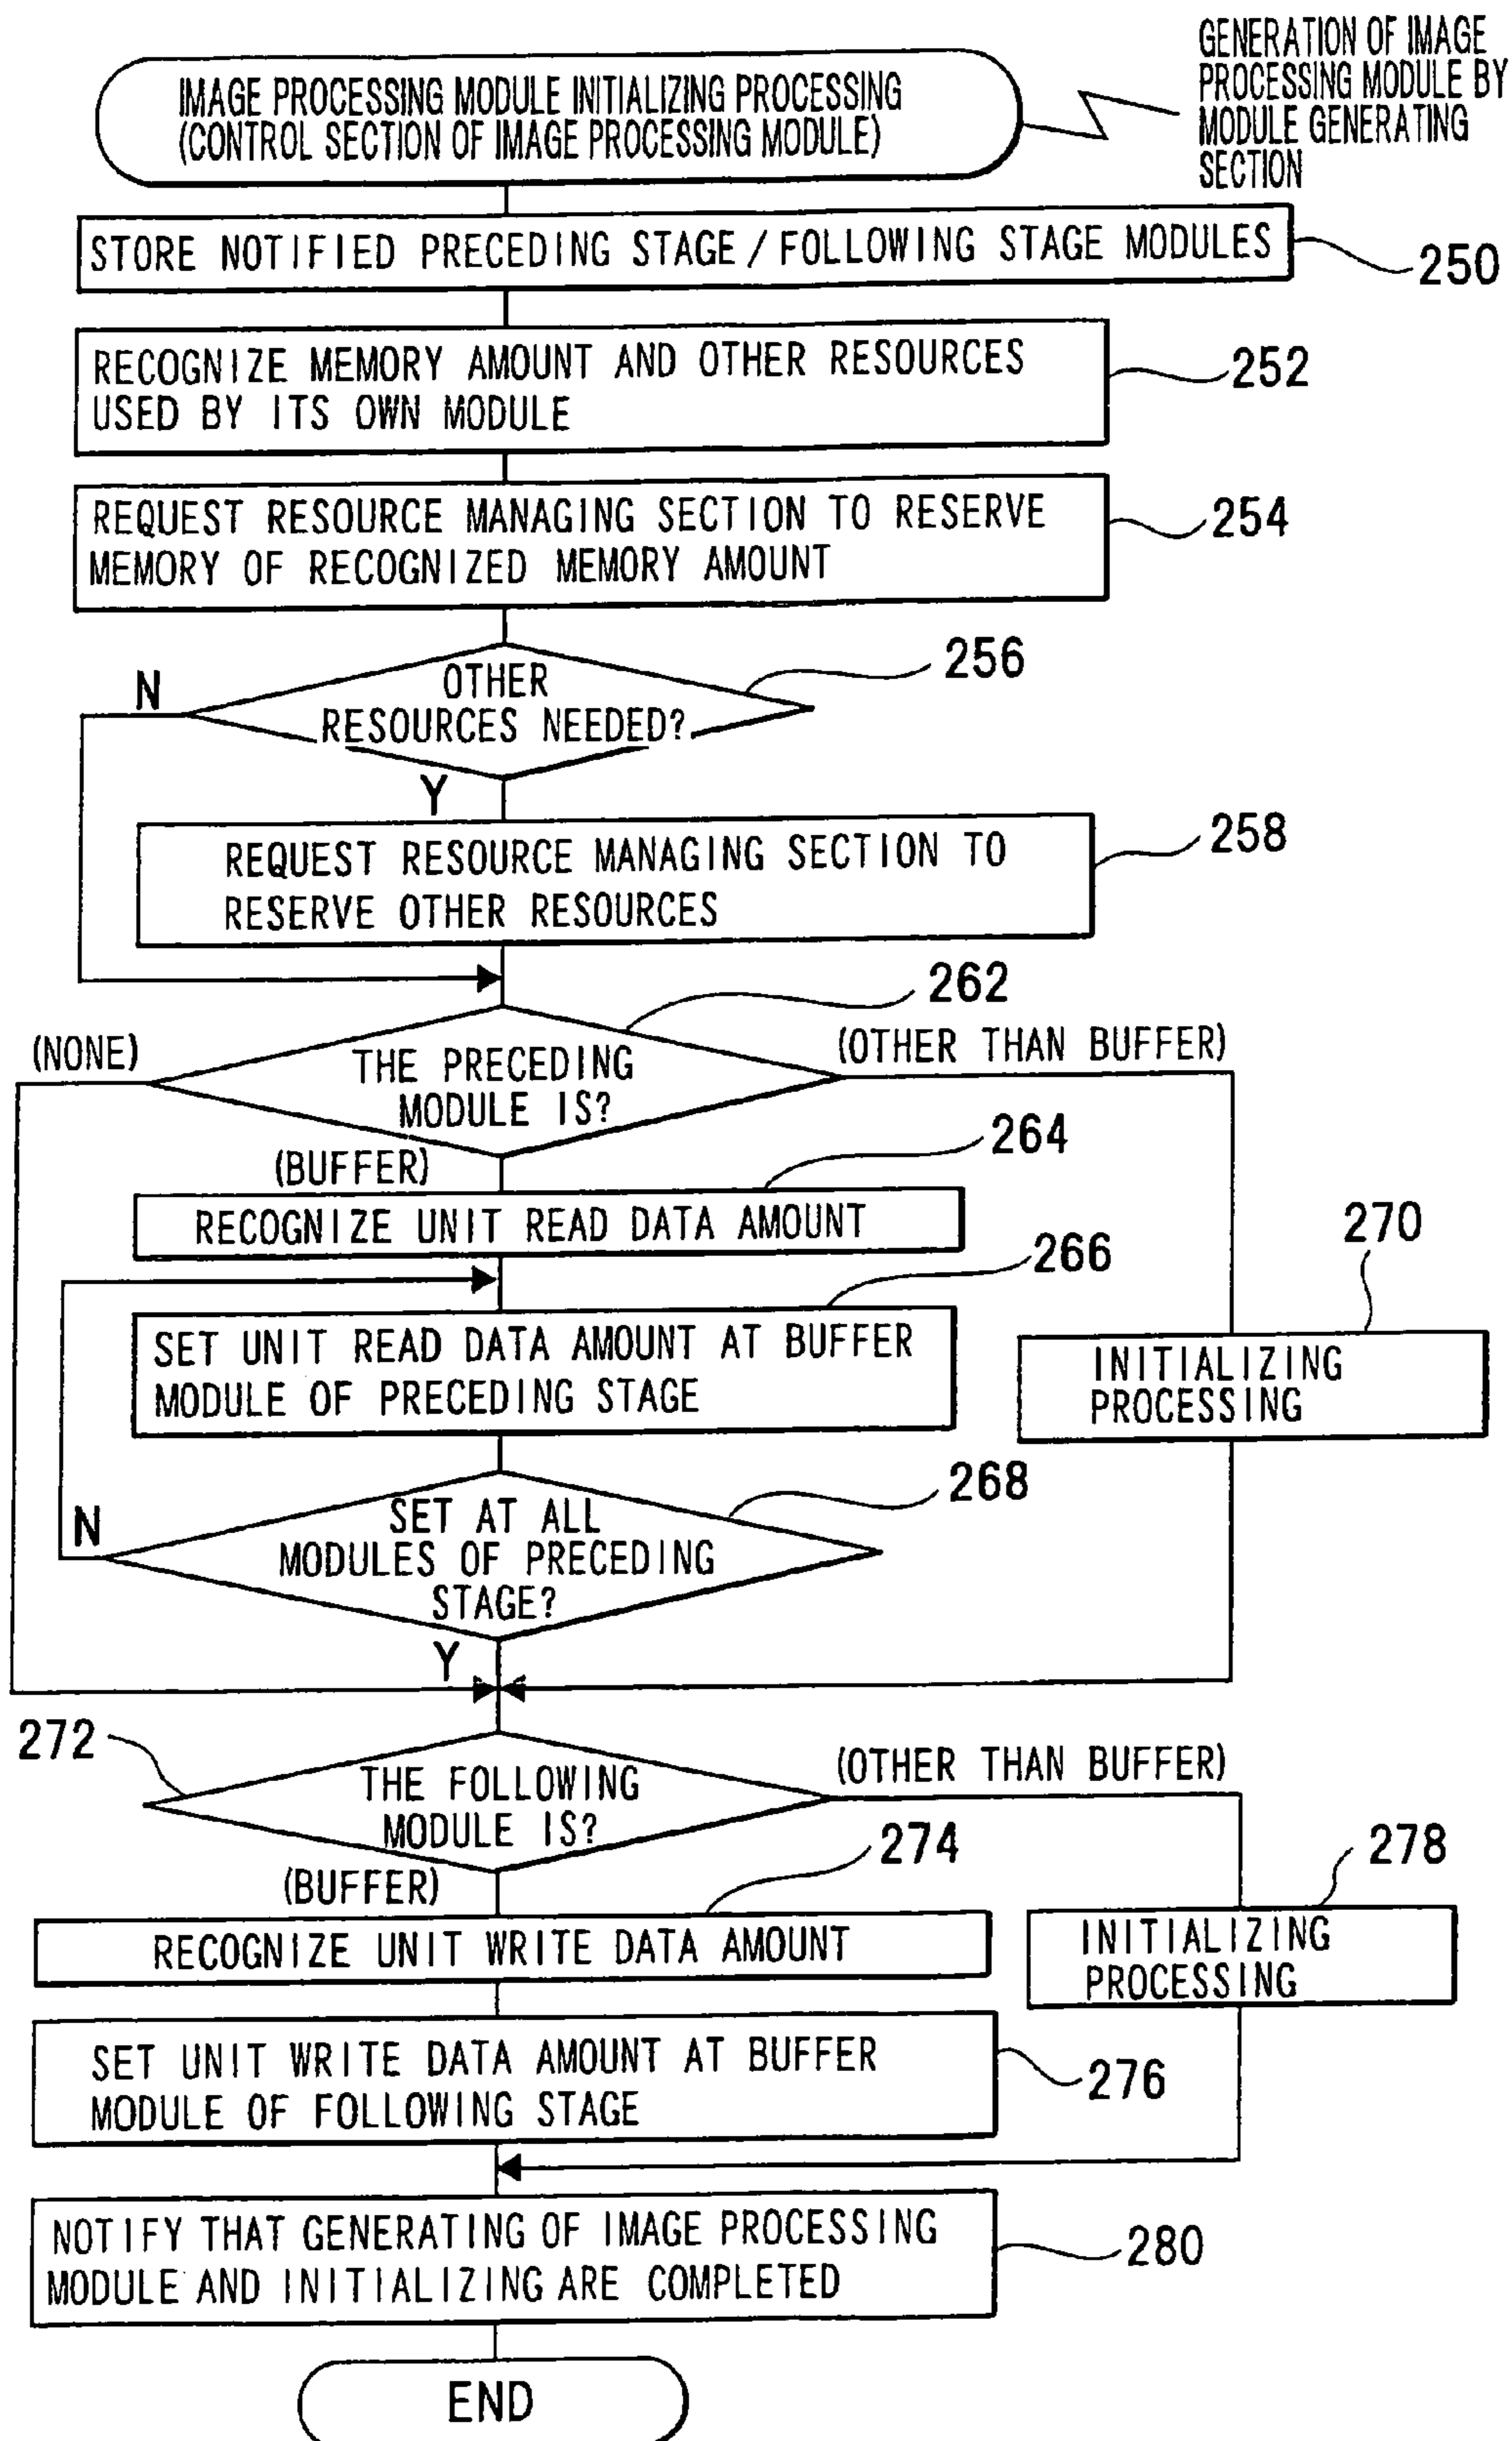 GENERATION OF IMAGE
PROCESSING MODULE BY
MODULE GENERATING
SECTION
IMAGE PROCESSING MODULE INITIALIZING PROCESSING
(CONTROL SECTION OF IMAGE PROCESSING MODULE)
STORE NOTIFIED PRECEDING STAGE / FOLLOWING STAGE MODULES
250
RECOGNIZE MEMORY AMOUNT AND OTHER RESOURCES
USED BY ITS OWN MODULE
252
REQUEST RESOURCE MANAGING SECTION TO RESERVE
MEMORY OF RECOGNIZED MEMORY AMOUNT
254
OTHER
RESOURCES NEEDED?
256
N
Y
REQUEST RESOURCE MANAGING SECTION TO
RESERVE OTHER RESOURCES
258
262
(NONE)
THE PRECEDING
MODULE IS?
(OTHER THAN BUFFER)
(BUFFER)
264
RECOGNIZE UNIT READ DATA AMOUNT
266
270
SET UNIT READ DATA AMOUNT AT BUFFER
MODULE OF PRECEDING STAGE
INITIALIZING
PROCESSING
268
N
SET AT ALL
MODULES OF PRECEDING
STAGE?
Y
272
THE FOLLOWING
MODULE IS?
(OTHER THAN BUFFER)
(BUFFER)
274
278
RECOGNIZE UNIT WRITE DATA AMOUNT
INITIALIZING
PROCESSING
SET UNIT WRITE DATA AMOUNT AT BUFFER
MODULE OF FOLLOWING STAGE
276
NOTIFY THAT GENERATING OF IMAGE PROCESSING
MODULE AND INITIALIZING ARE COMPLETED
280
END